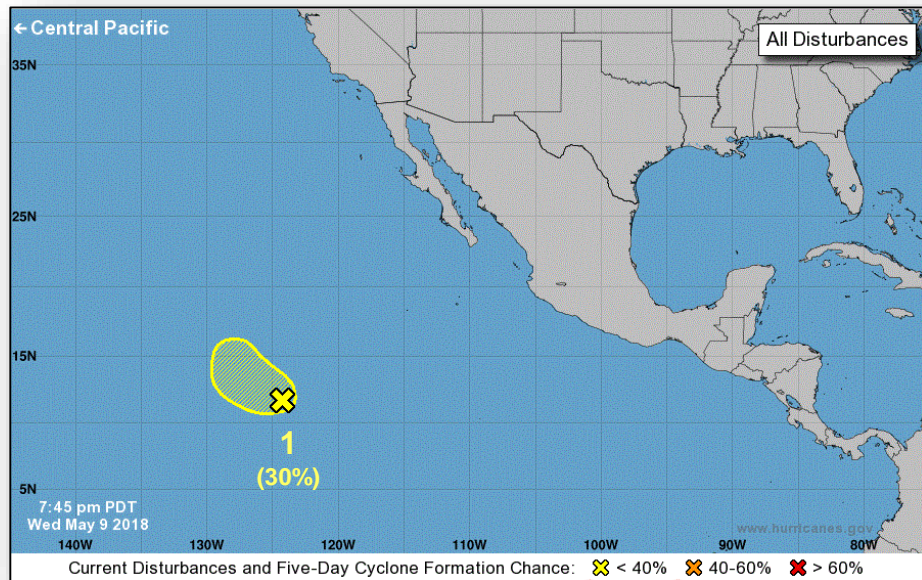 ← Central Pacific
All Disturbances
35N
25N
15N
1
(30%)
5N
7:45 pm PDT
Wed May 9 2018
www.hurricanes.gov
140W 130W 120W 110W 100W 90W 80W
Current Disturbances and Five-Day Cyclone Formation Chance: < 40% 40-60% > 60%